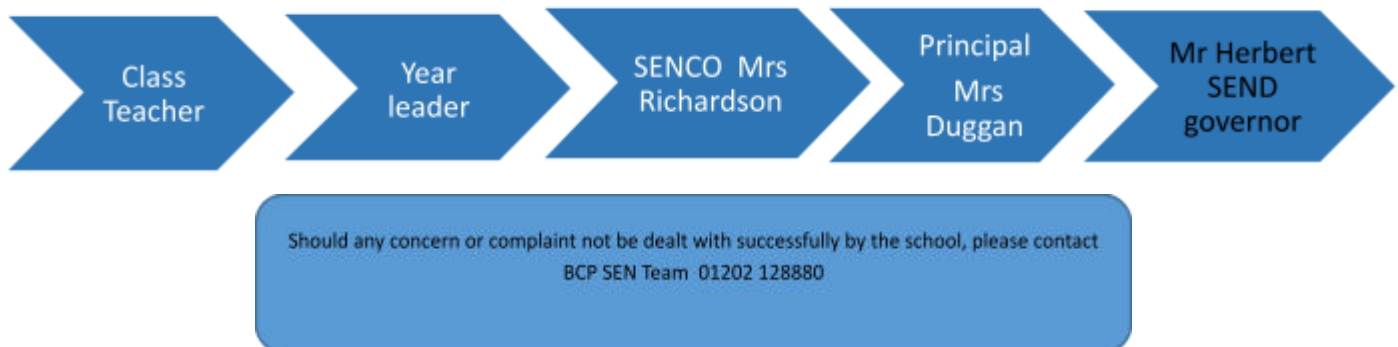 Class
Teacher
Year
leader
SENCO  Mrs
Richardson
Principal
Mrs
Duggan
Mr Herbert
SEND
governor
Should any concern or complaint not be dealt with successfully by the school, please contact
BCP SEN Team  01202 128880